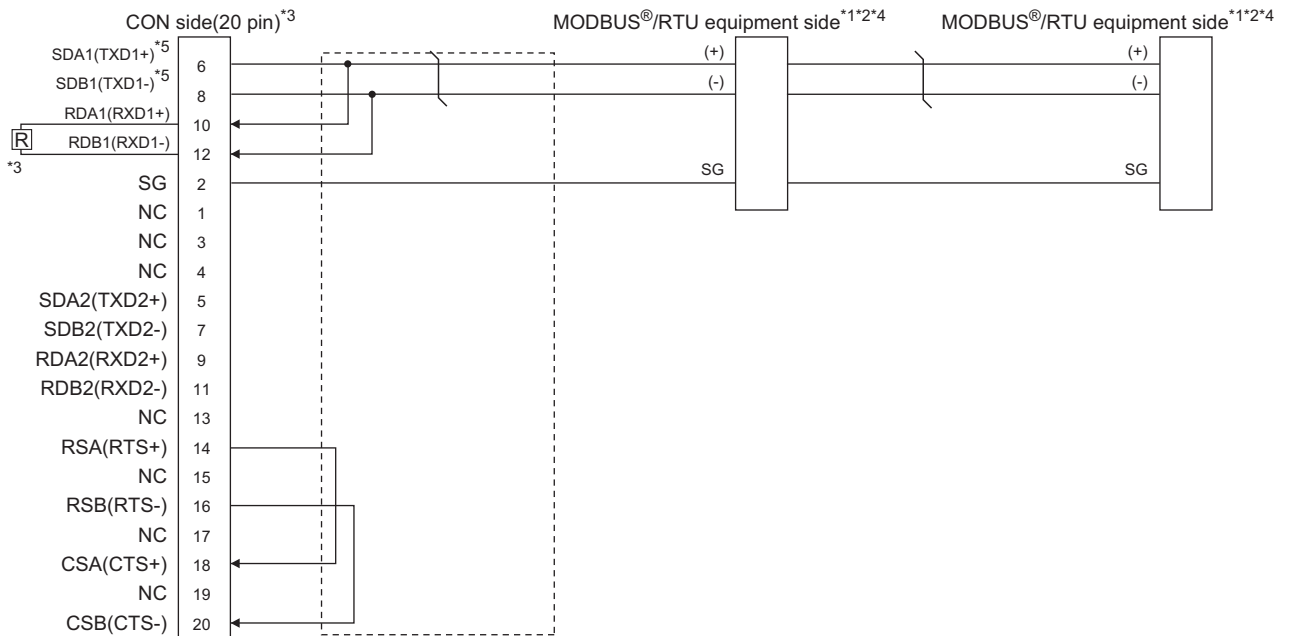 CON side(20 pin)*3
MODBUS®/RTU equipment side*1*2*4
MODBUS®/RTU equipment side*1*2*4
SDA1(TXD1+)*5 6 (+) (+)
SDB1(TXD1-)*5 8 (-) (-)
RDA1(RXD1+) 10
R
RDB1(RXD1-) 12
*3
SG 2 SG SG
NC 1
NC 3
NC 4
SDA2(TXD2+) 5
SDB2(TXD2-) 7
RDA2(RXD2+) 9
RDB2(RXD2-) 11
NC 13
RSA(RTS+) 14
NC 15
RSB(RTS-) 16
NC 17
CSA(CTS+) 18
NC 19
CSB(CTS-) 20